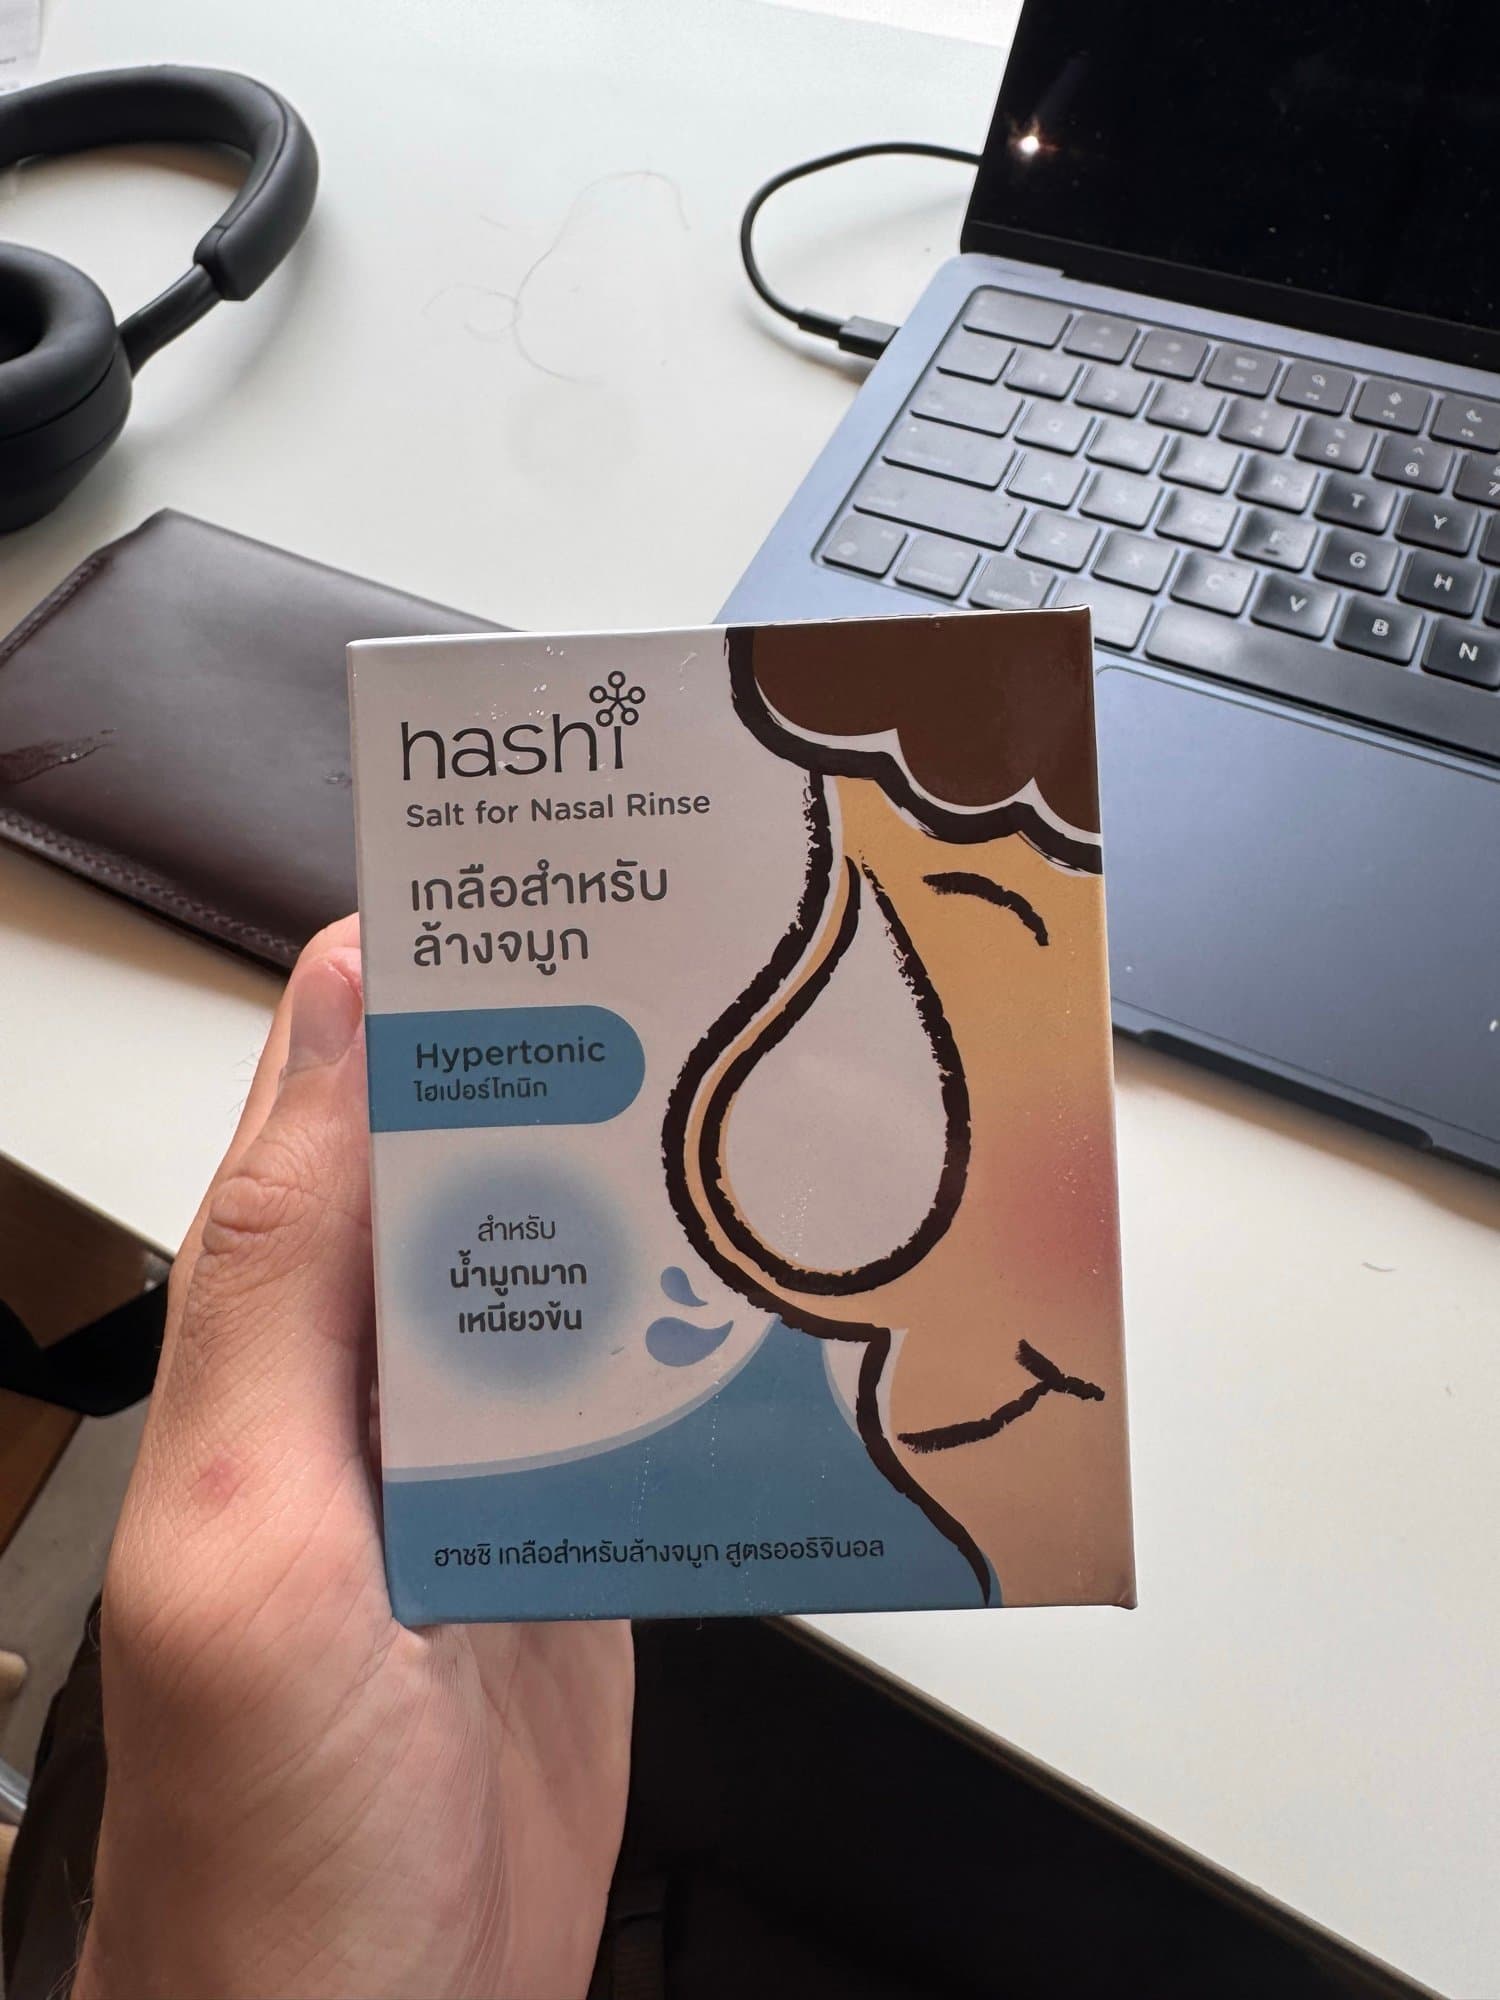 hashi
Salt for Nasal Rinse
เกลือสำหรับ
ล้างจมูก
Hypertonic
ไฮเปอร์โทนิก
สำหรับ
น้ำมูกมาก
เหนียวข้น
ฮาชชิ เกลือสำหรับล้างจมูก สูตรออริจินอล
T
Y
G
H
V
B
N